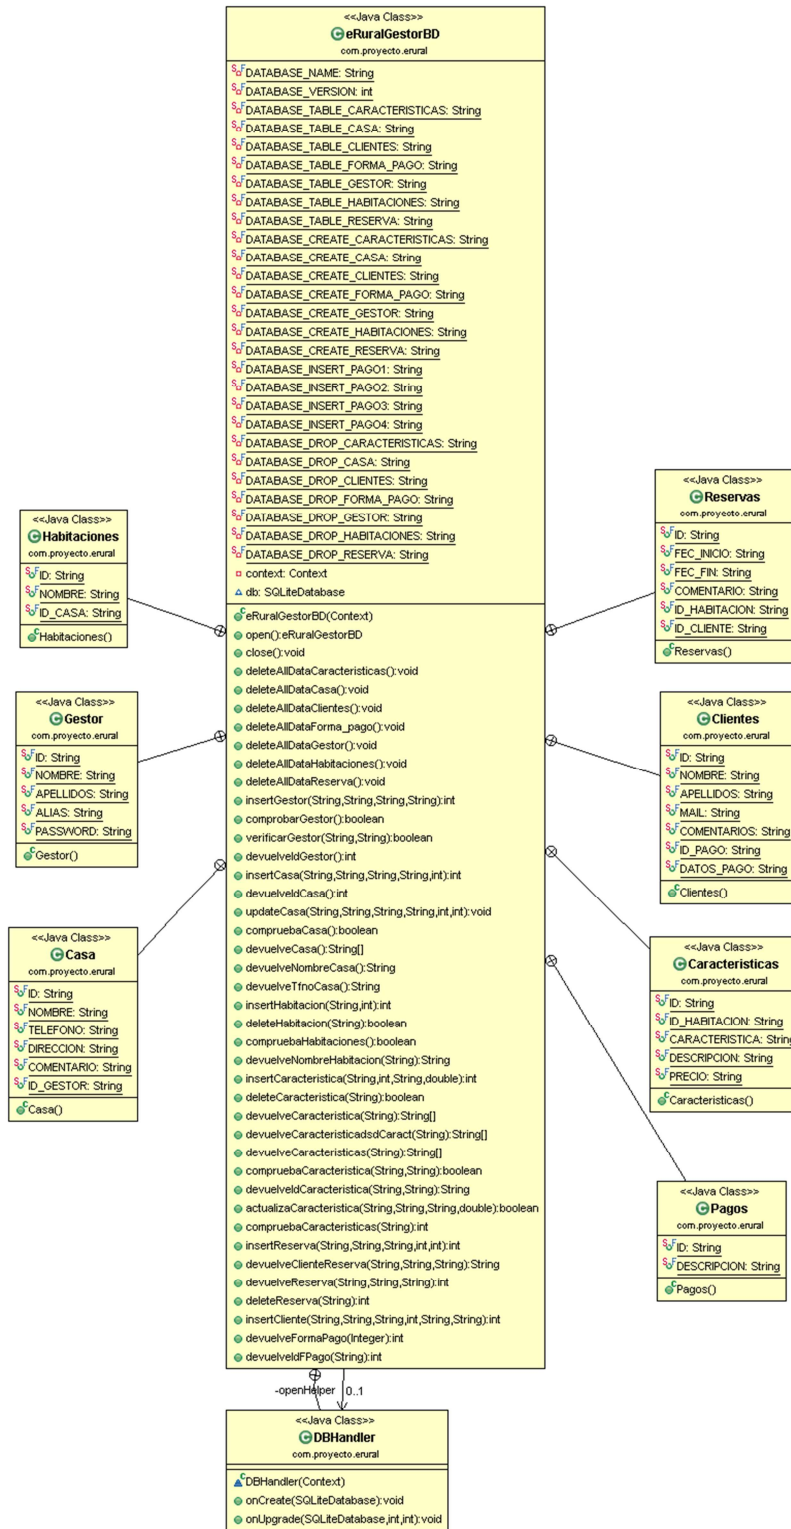 <<Java Class>>
eRuralGestorBD
com.proyecto.erural
DATABASE_NAME: String
DATABASE_VERSION: int
DATABASE_TABLE_CARACTERISTICAS: String
DATABASE_TABLE_CASA: String
DATABASE_TABLE_CLIENTES: String
DATABASE_TABLE_FORMA_PAGO: String
DATABASE_TABLE_GESTOR: String
DATABASE_TABLE_HABITACIONES: String
DATABASE_TABLE_RESERVA: String
DATABASE_CREATE_CARACTERISTICAS: String
DATABASE_CREATE_CASA: String
DATABASE_CREATE_CLIENTES: String
DATABASE_CREATE_FORMA_PAGO: String
DATABASE_CREATE_GESTOR: String
DATABASE_CREATE_HABITACIONES: String
DATABASE_CREATE_RESERVA: String
DATABASE_INSERT_PAGO1: String
DATABASE_INSERT_PAGO2: String
DATABASE_INSERT_PAGO3: String
DATABASE_INSERT_PAGO4: String
DATABASE_DROP_CARACTERISTICAS: String
DATABASE_DROP_CASA: String
DATABASE_DROP_CLIENTES: String
DATABASE_DROP_FORMA_PAGO: String
DATABASE_DROP_GESTOR: String
DATABASE_DROP_HABITACIONES: String
DATABASE_DROP_RESERVA: String
context: Context
db: SQLiteDatabase
eRuralGestorBD(Context)
open():eRuralGestorBD
close():void
deleteAllDataCaracteristicas():void
deleteAllDataCasa():void
deleteAllDataClientes():void
deleteAllDataForma_pago():void
deleteAllDataGestor():void
deleteAllDataHabitaciones():void
deleteAllDataReserva():void
insertGestor(String,String,String,String):int
comprobarGestor():boolean
verificarGestor(String,String):boolean
devuelveIdGestor():int
insertCasa(String,String,String,String,int):int
devuelveIdCasa():int
updateCasa(String,String,String,String,int,int):void
compruebaCasa():boolean
devuelveCasa():String[]
devuelveNombreCasa():String
devuelveTfnoCasa():String
insertHabitacion(String,int):int
deleteHabitacion(String):boolean
compruebaHabitaciones():boolean
devuelveNombreHabitacion(String):String
insertCaracteristica(String,int,String,double):int
deleteCaracteristica(String):boolean
devuelveCaracteristica(String):String[]
devuelveCaracteristicadsdCaract(String):String[]
devuelveCaracteristicas(String):String[]
compruebaCaracteristica(String,String):boolean
devuelveIdCaracteristica(String,String):String
actualizaCaracteristica(String,String,String,double):boolean
compruebaCaracteristicas(String):int
insertReserva(String,String,String,int,int):int
devuelveClienteReserva(String,String,String):String
devuelveReserva(String,String,String):int
deleteReserva(String):int
insertCliente(String,String,String,int,String,String):int
devuelveFormaPago(Integer):int
devuelveIdFPago(String):int
<<Java Class>>
Habitaciones
com.proyecto.erural
ID: String
NOMBRE: String
ID_CASA: String
Habitaciones()
<<Java Class>>
Gestor
com.proyecto.erural
ID: String
NOMBRE: String
APELLIDOS: String
ALIAS: String
PASSWORD: String
Gestor()
<<Java Class>>
Casa
com.proyecto.erural
ID: String
NOMBRE: String
TELEFONO: String
DIRECCION: String
COMENTARIO: String
ID_GESTOR: String
Casa()
<<Java Class>>
Reservas
com.proyecto.erural
ID: String
FEC_INICIO: String
FEC_FIN: String
COMENTARIO: String
ID_HABITACION: String
ID_CLIENTE: String
Reservas()
<<Java Class>>
Clientes
com.proyecto.erural
ID: String
NOMBRE: String
APELLIDOS: String
MAIL: String
COMENTARIOS: String
ID_PAGO: String
DATOS_PAGO: String
Clientes()
<<Java Class>>
Caracteristicas
com.proyecto.erural
ID: String
ID_HABITACION: String
CARACTERISTICA: String
DESCRIPCION: String
PRECIO: String
Caracteristicas()
<<Java Class>>
Pagos
com.proyecto.erural
ID: String
DESCRIPCION: String
Pagos()
-openHelper 0..1
<<Java Class>>
DBHandler
com.proyecto.erural
DBHandler(Context)
onCreate(SQLiteDatabase):void
onUpgrade(SQLiteDatabase,int,int):void